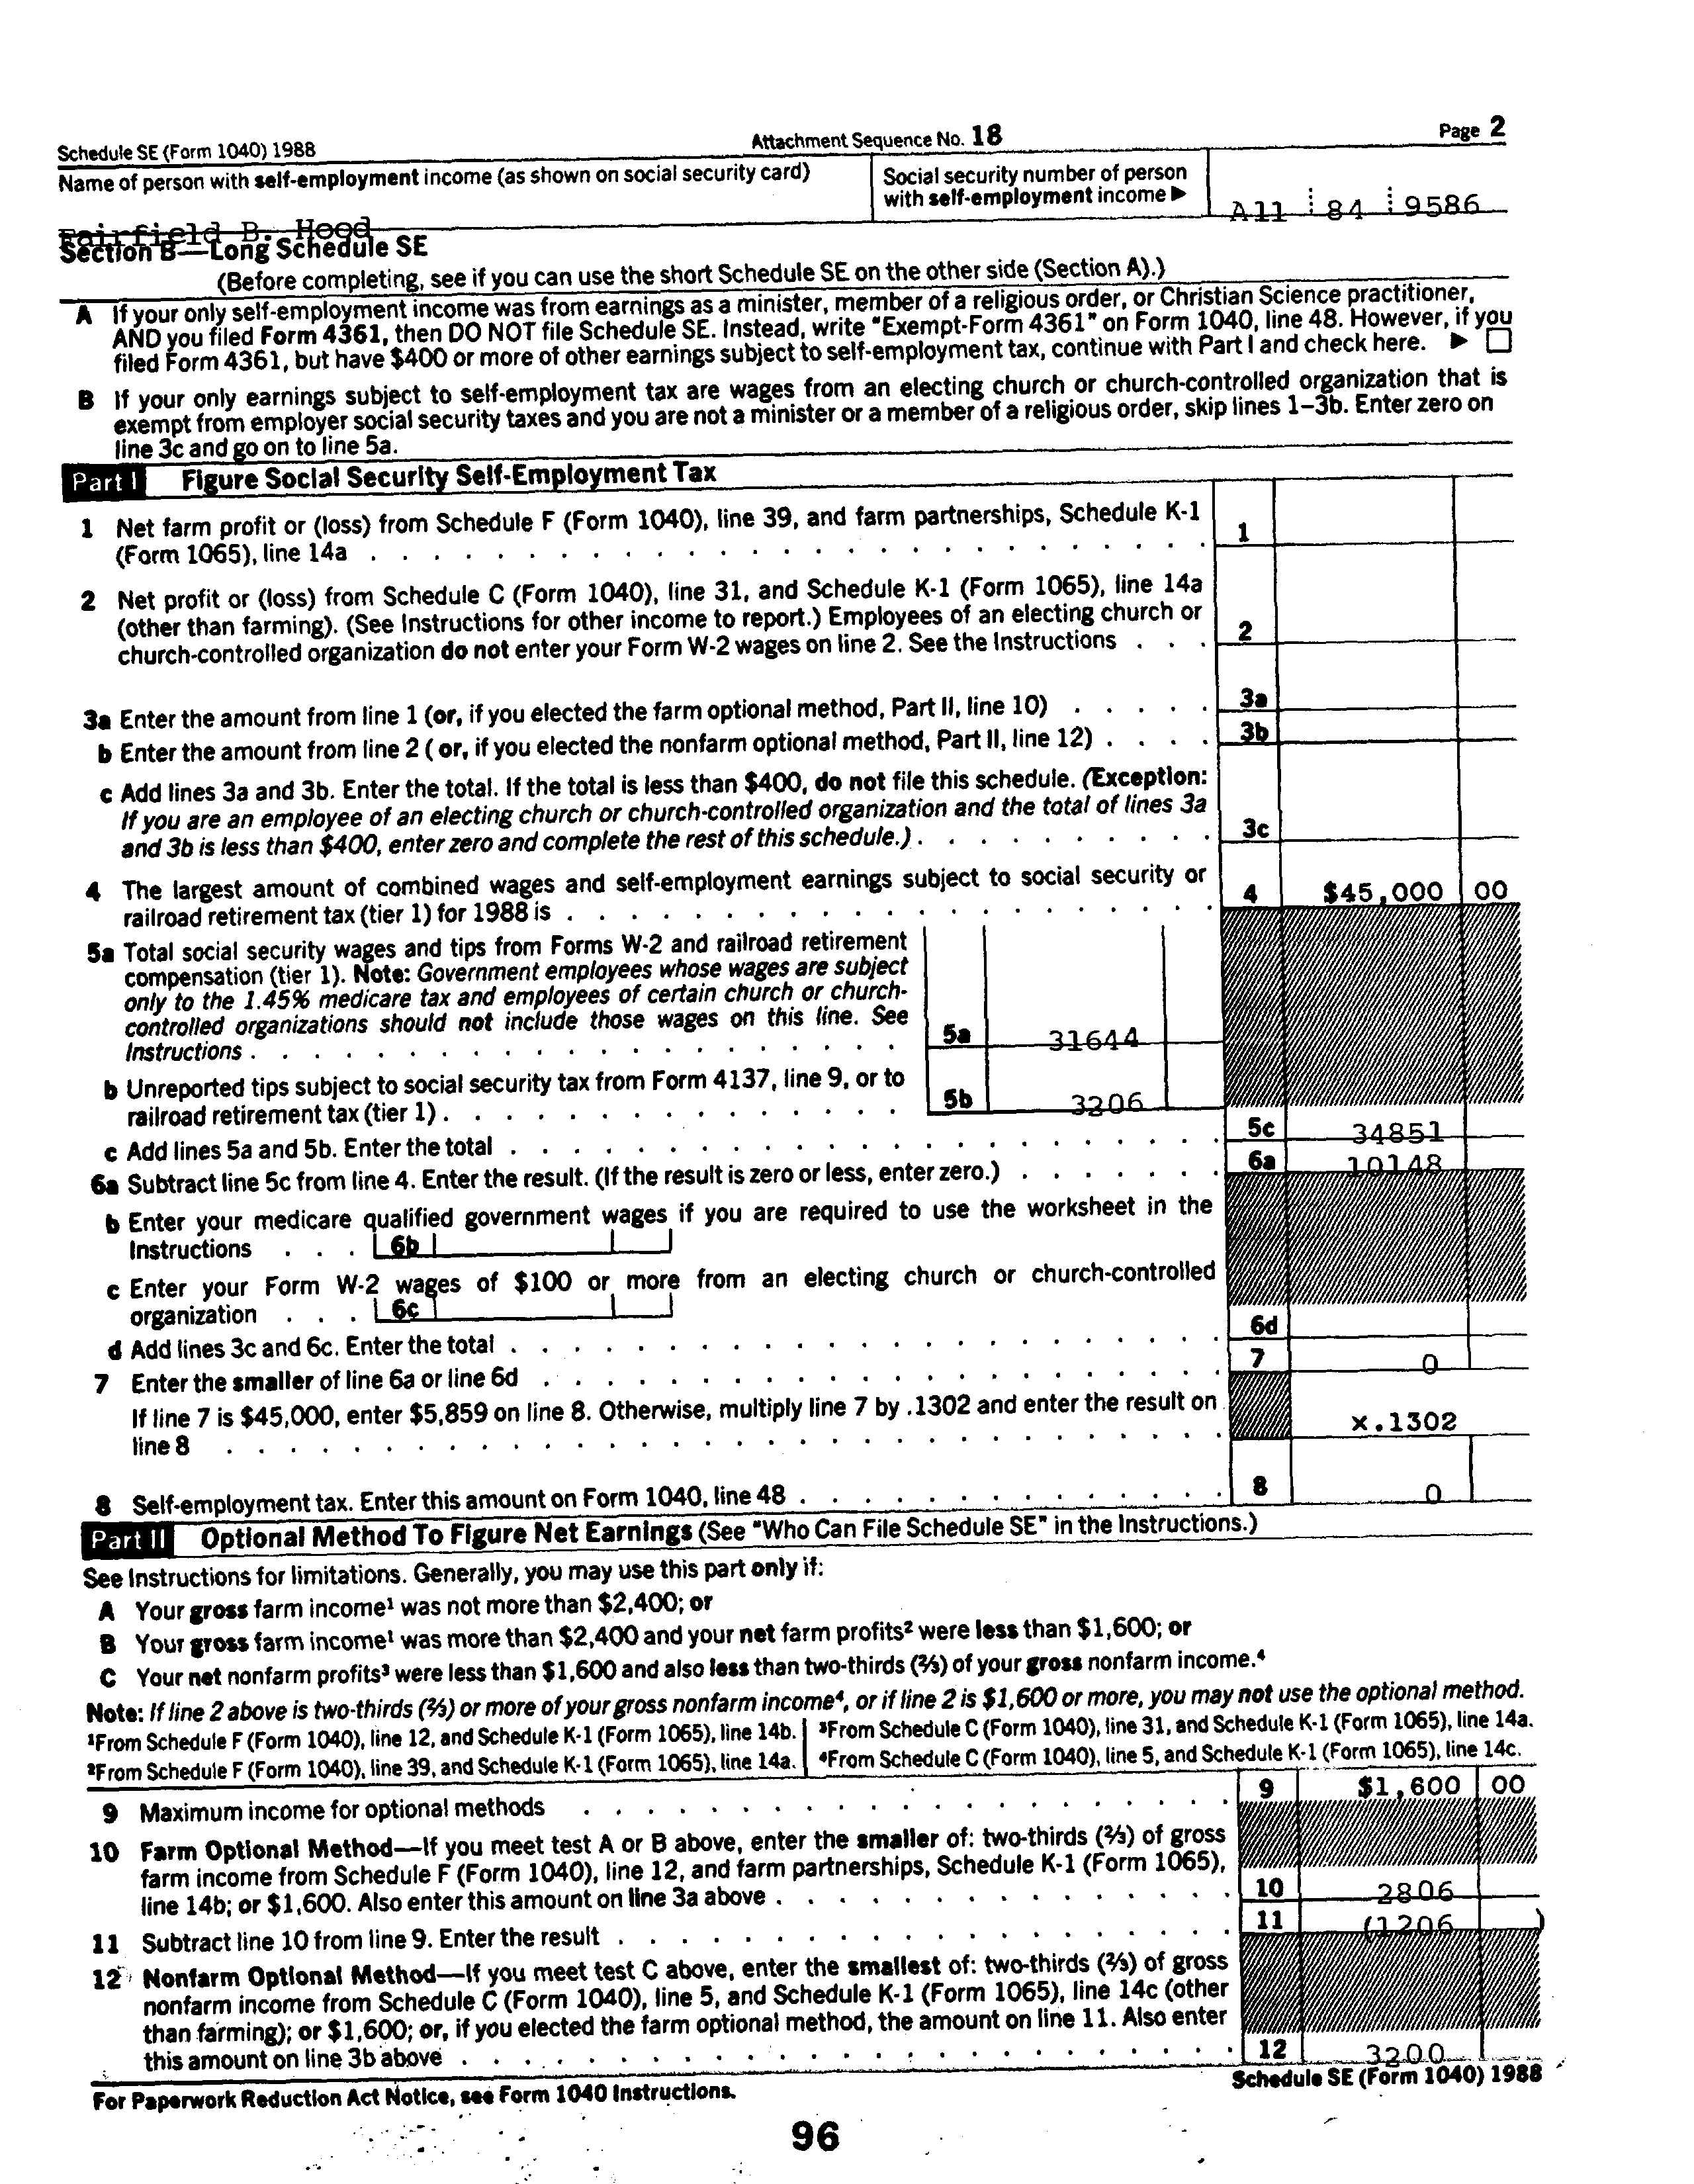 Schedule SE (Form 1040) 1988 Attachment Sequence No. 18 Page 2
Name of person with self-employment income (as shown on social security card)
Social security number of person
with self-employment income ▶
A11 84 9586
Fairfield B. Hood
Section B—Long Schedule SE
(Before completing, see if you can use the short Schedule SE on the other side (Section A).)
A If your only self-employment income was from earnings as a minister, member of a religious order, or Christian Science practitioner,
AND you filed Form 4361, then DO NOT file Schedule SE. Instead, write "Exempt-Form 4361" on Form 1040, line 48. However, if you
filed Form 4361, but have $400 or more of other earnings subject to self-employment tax, continue with Part I and check here. ▶ ☐
B If your only earnings subject to self-employment tax are wages from an electing church or church-controlled organization that is
exempt from employer social security taxes and you are not a minister or a member of a religious order, skip lines 1–3b. Enter zero on
line 3c and go on to line 5a.
Part I Figure Social Security Self-Employment Tax
1 Net farm profit or (loss) from Schedule F (Form 1040), line 39, and farm partnerships, Schedule K-1
(Form 1065), line 14a . . . . 1
2 Net profit or (loss) from Schedule C (Form 1040), line 31, and Schedule K-1 (Form 1065), line 14a
(other than farming). (See Instructions for other income to report.) Employees of an electing church or
church-controlled organization do not enter your Form W-2 wages on line 2. See the Instructions . . . 2
3a Enter the amount from line 1 (or, if you elected the farm optional method, Part II, line 10) . . . . . 3a
b Enter the amount from line 2 ( or, if you elected the nonfarm optional method, Part II, line 12) . . . . 3b
c Add lines 3a and 3b. Enter the total. If the total is less than $400, do not file this schedule. (Exception:
If you are an employee of an electing church or church-controlled organization and the total of lines 3a
and 3b is less than $400, enter zero and complete the rest of this schedule.) . . . . 3c
4 The largest amount of combined wages and self-employment earnings subject to social security or
railroad retirement tax (tier 1) for 1988 is . . . . 4 $45,000 00
5a Total social security wages and tips from Forms W-2 and railroad retirement
compensation (tier 1). Note: Government employees whose wages are subject
only to the 1.45% medicare tax and employees of certain church or church-
controlled organizations should not include those wages on this line. See
Instructions . . . . 5a 31644
b Unreported tips subject to social security tax from Form 4137, line 9, or to
railroad retirement tax (tier 1) . . . . 5b 3206
c Add lines 5a and 5b. Enter the total . . . . 5c 34851
6a Subtract line 5c from line 4. Enter the result. (If the result is zero or less, enter zero.) . . . . 6a 10148
b Enter your medicare qualified government wages if you are required to use the worksheet in the
Instructions . . . 6b
c Enter your Form W-2 wages of $100 or more from an electing church or church-controlled
organization . . . 6c
d Add lines 3c and 6c. Enter the total . . . . 6d
7 Enter the smaller of line 6a or line 6d . . . . 7 0
If line 7 is $45,000, enter $5,859 on line 8. Otherwise, multiply line 7 by .1302 and enter the result on
line 8 . . . . x.1302
8 Self-employment tax. Enter this amount on Form 1040, line 48 . . . . 8 0
Part II Optional Method To Figure Net Earnings (See "Who Can File Schedule SE" in the Instructions.)
See Instructions for limitations. Generally, you may use this part only if:
A Your gross farm income¹ was not more than $2,400; or
B Your gross farm income¹ was more than $2,400 and your net farm profits² were less than $1,600; or
C Your net nonfarm profits³ were less than $1,600 and also less than two-thirds (⅔) of your gross nonfarm income.⁴
Note: If line 2 above is two-thirds (⅔) or more of your gross nonfarm income⁴, or if line 2 is $1,600 or more, you may not use the optional method.
¹From Schedule F (Form 1040), line 12, and Schedule K-1 (Form 1065), line 14b. ³From Schedule C (Form 1040), line 31, and Schedule K-1 (Form 1065), line 14a.
²From Schedule F (Form 1040), line 39, and Schedule K-1 (Form 1065), line 14a. ⁴From Schedule C (Form 1040), line 5, and Schedule K-1 (Form 1065), line 14c.
9 Maximum income for optional methods . . . . 9 $1,600 00
10 Farm Optional Method—If you meet test A or B above, enter the smaller of: two-thirds (⅔) of gross
farm income from Schedule F (Form 1040), line 12, and farm partnerships, Schedule K-1 (Form 1065),
line 14b; or $1,600. Also enter this amount on line 3a above . . . . 10 2806
11 Subtract line 10 from line 9. Enter the result . . . . 11 (1206 )
12 Nonfarm Optional Method—If you meet test C above, enter the smallest of: two-thirds (⅔) of gross
nonfarm income from Schedule C (Form 1040), line 5, and Schedule K-1 (Form 1065), line 14c (other
than farming); or $1,600; or, if you elected the farm optional method, the amount on line 11. Also enter
this amount on line 3b above . . . . 12 3200
For Paperwork Reduction Act Notice, see Form 1040 Instructions. Schedule SE (Form 1040) 1988
96